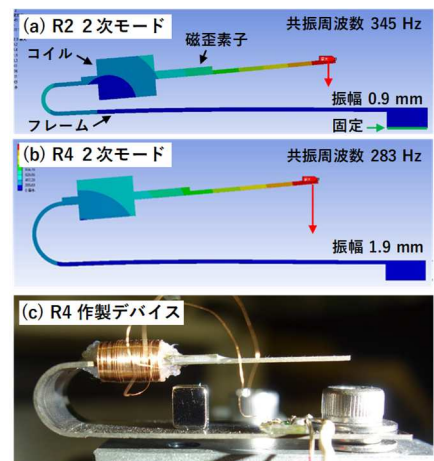 (a) R2 2次モード
共振周波数 345 Hz
コイル
磁歪素子
振幅 0.9 mm
フレーム
固定
(b) R4 2次モード
共振周波数 283 Hz
振幅 1.9 mm
(c) R4 作製デバイス